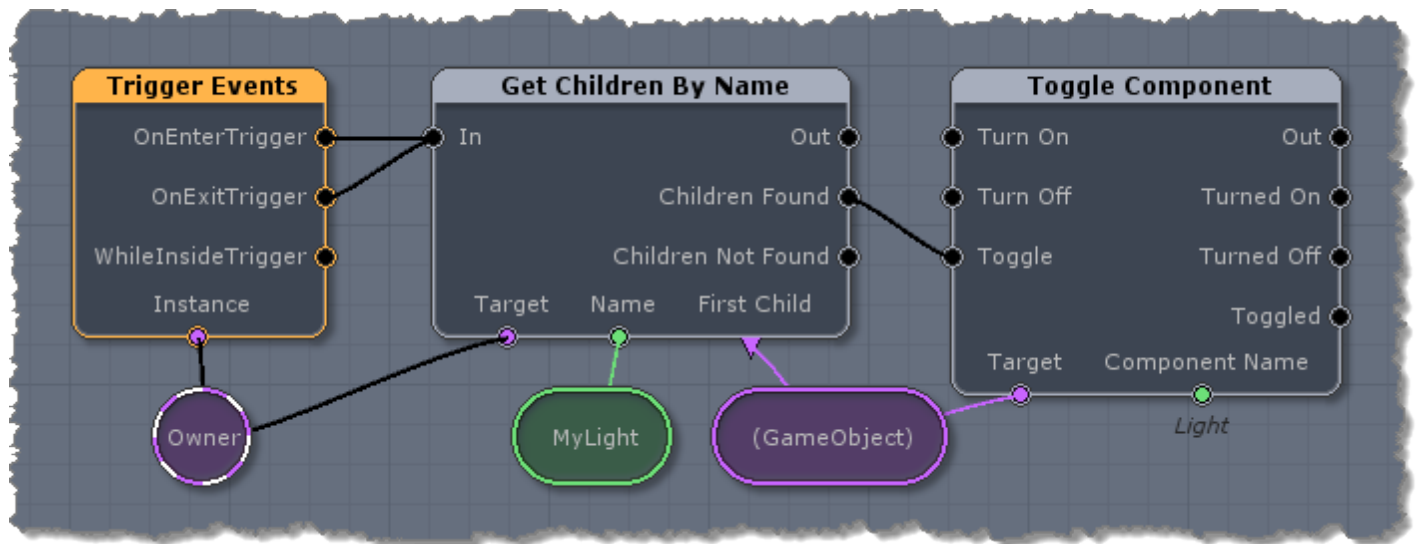 Trigger Events
OnEnterTrigger
OnExitTrigger
WhileInsideTrigger
Instance
Get Children By Name
In
Out
Children Found
Children Not Found
Target
Name
First Child
Toggle Component
Turn On
Out
Turn Off
Turned On
Toggle
Turned Off
Toggled
Target
Component Name
Light
Owner
MyLight
(GameObject)